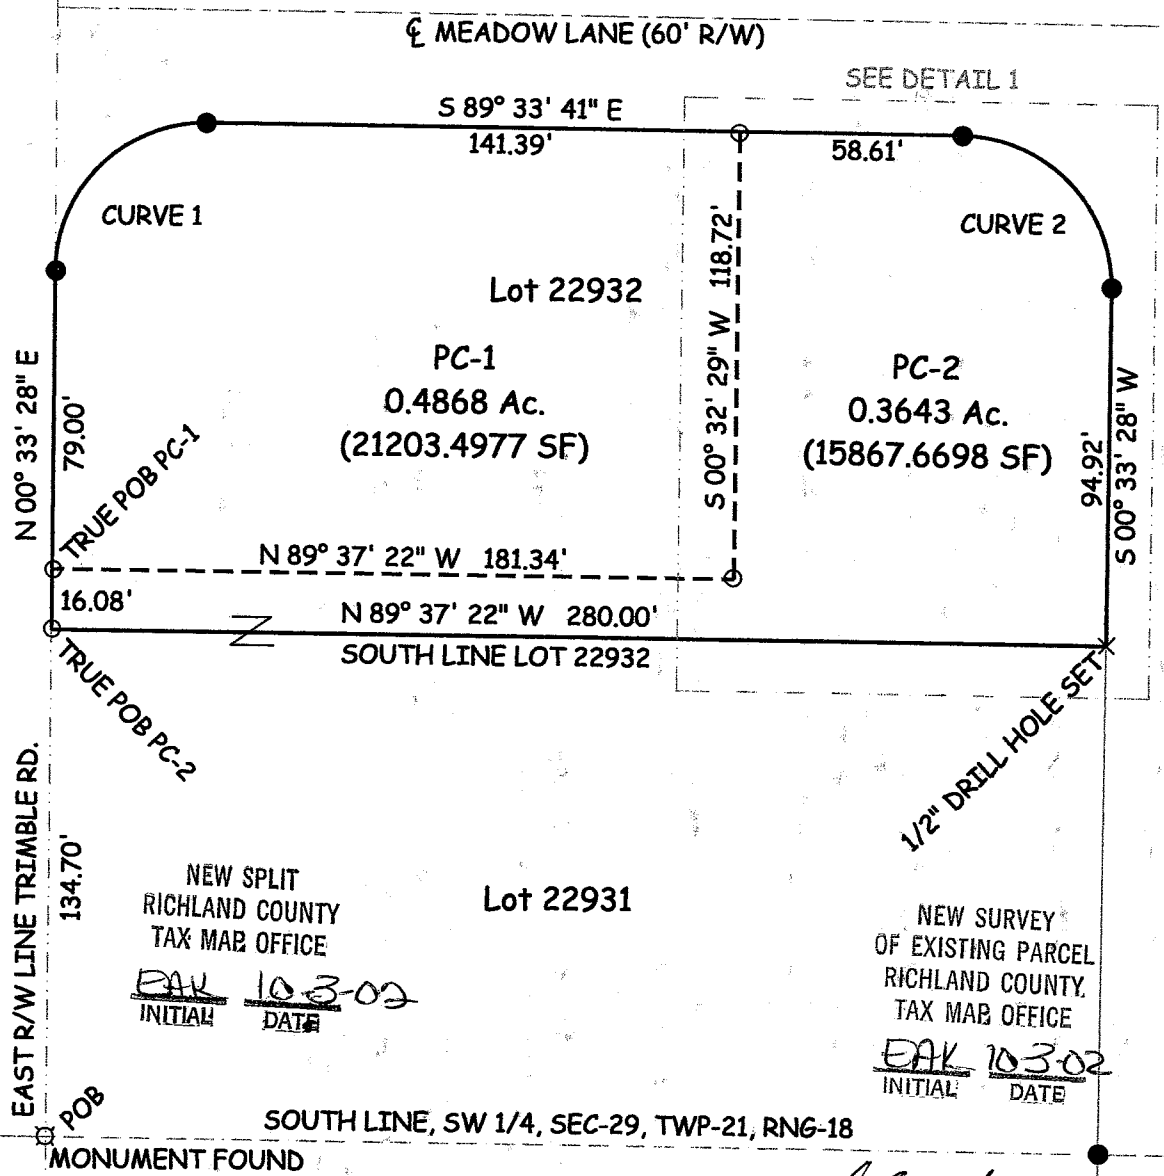 ℄ MEADOW LANE (60' R/W)
SEE DETAIL 1
S 89° 33' 41" E
141.39'
58.61'
CURVE 1
CURVE 2
S 00° 32' 29" W 118.72'
Lot 22932
PC-1
0.4868 Ac.
(21203.4977 SF)
PC-2
0.3643 Ac.
(15867.6698 SF)
N 00° 33' 28" E
79.00'
94.92'
S 00° 33' 28" W
TRUE POB PC-1
N 89° 37' 22" W 181.34'
16.08'
N 89° 37' 22" W 280.00'
SOUTH LINE LOT 22932
TRUE POB PC-2
1/2" DRILL HOLE SET
EAST R/W LINE TRIMBLE RD.
134.70'
Lot 22931
NEW SPLIT
RICHLAND COUNTY
TAX MAP OFFICE
EAK 10-3-02
INITIAL DATE
NEW SURVEY
OF EXISTING PARCEL
RICHLAND COUNTY
TAX MAP OFFICE
EAK 10-3-02
INITIAL DATE
POB
SOUTH LINE, SW 1/4, SEC-29, TWP-21, RNG-18
MONUMENT FOUND